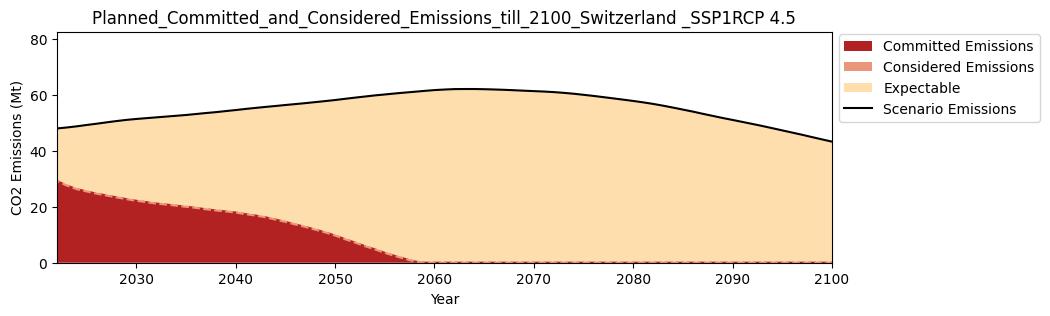 Planned_Committed_and_Considered_Emissions_till_2100_Switzerland _SSP1RCP 4.5
CO2 Emissions (Mt)
80
60
40
20
0
2030 2040 2050 2060 2070 2080 2090 2100
Year
Committed Emissions
Considered Emissions
Expectable
Scenario Emissions